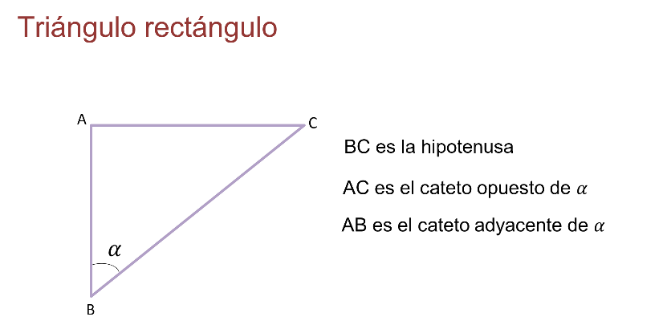 Triángulo rectángulo
A
C
BC es la hipotenusa
AC es el cateto opuesto de α
AB es el cateto adyacente de α
α
B